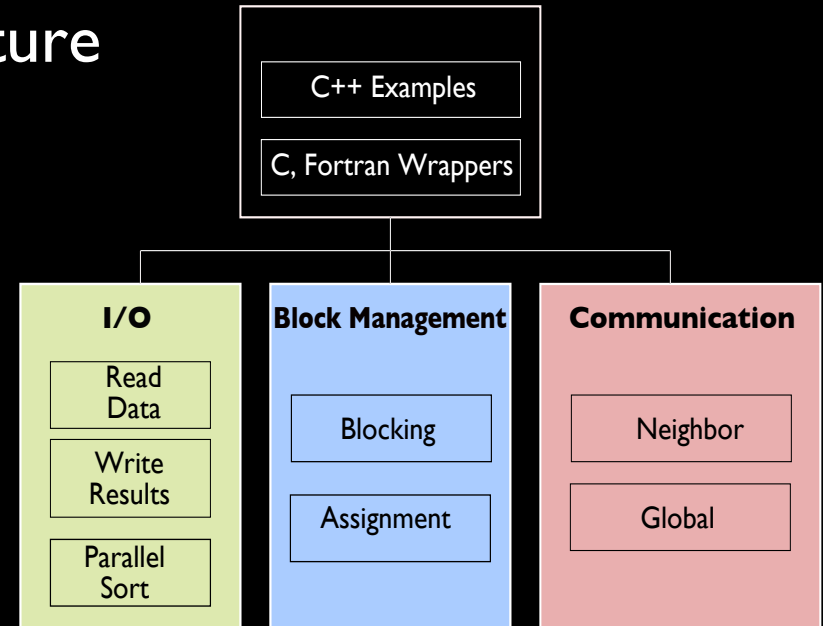 ture
C++ Examples
C, Fortran Wrappers
I/O
Read
Data
Write
Results
Parallel
Sort
Block Management
Blocking
Assignment
Communication
Neighbor
Global